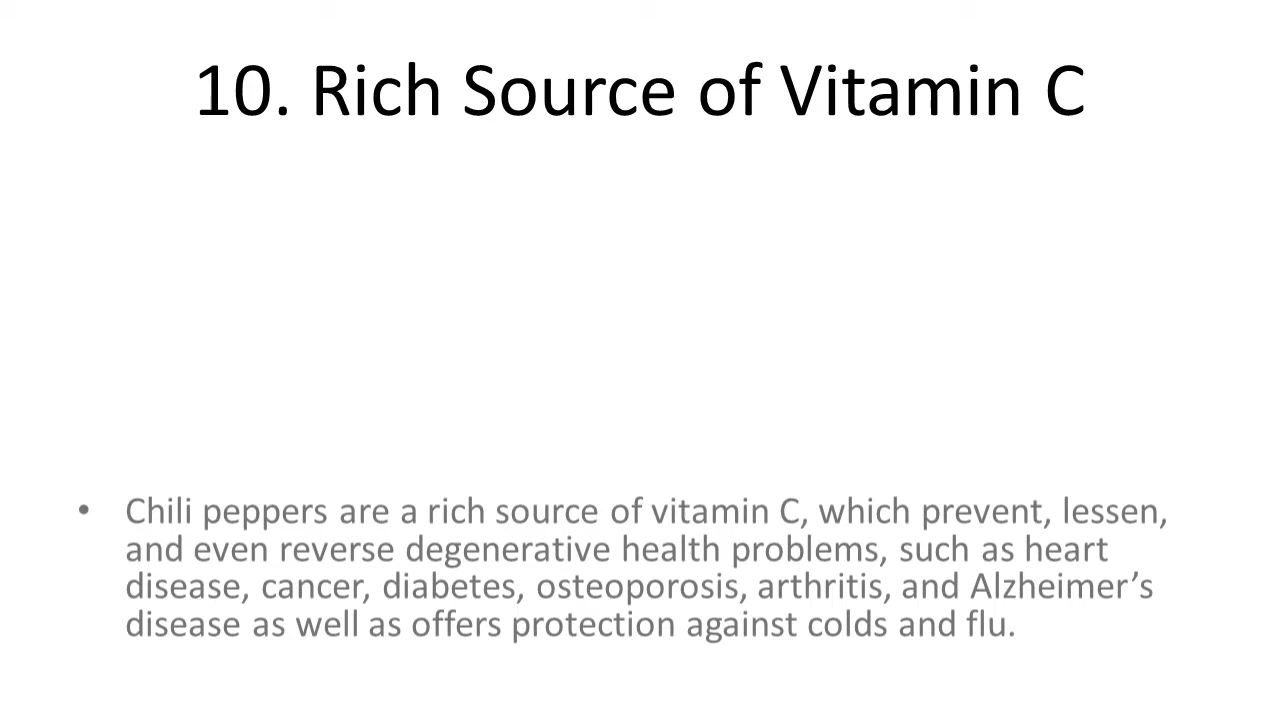 10. Rich Source of Vitamin C
• Chili peppers are a rich source of vitamin C, which prevent, lessen,
and even reverse degenerative health problems, such as heart
disease, cancer, diabetes, osteoporosis, arthritis, and Alzheimer’s
disease as well as offers protection against colds and flu.